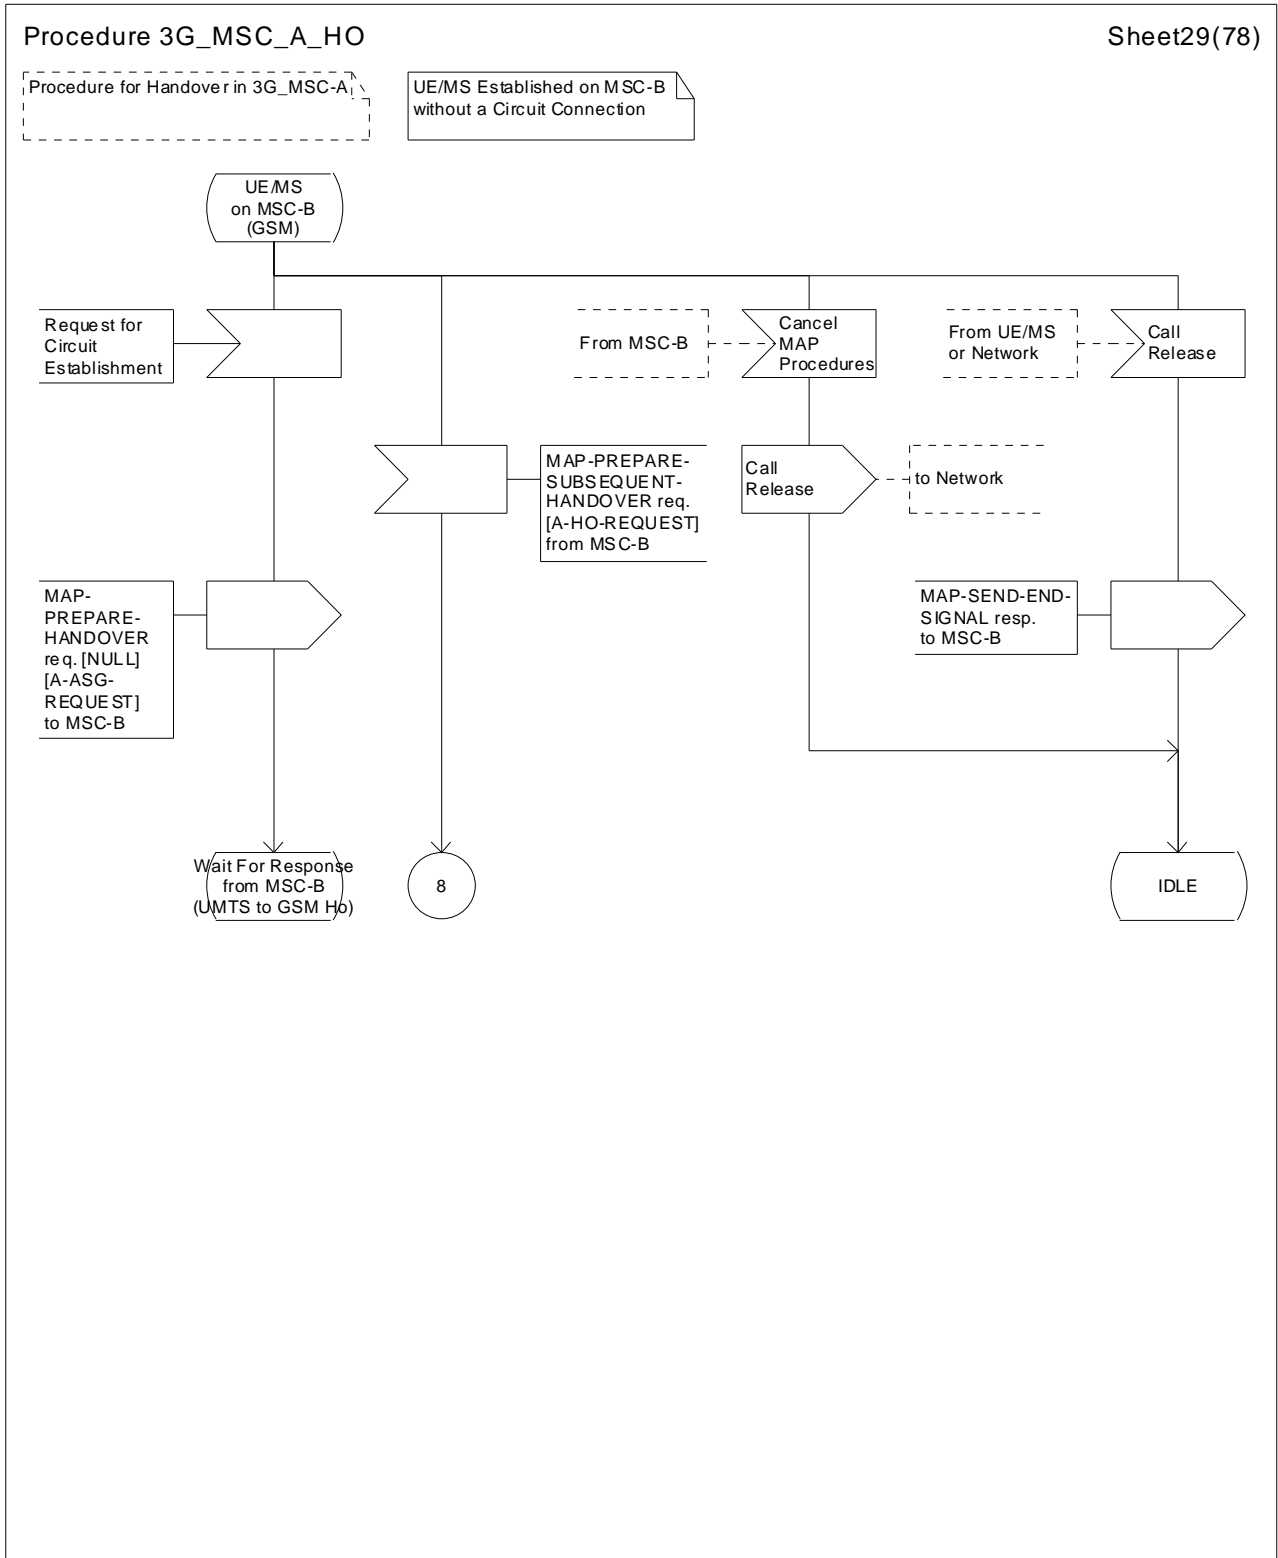 Procedure 3G_MSC_A_HO
Sheet29(78)
Procedure for Handover in 3G_MSC-A
UE/MS Established on MSC-B
without a Circuit Connection
UE/MS
on MSC-B
(GSM)
Request for
Circuit
Establishment
From MSC-B
Cancel
MAP
Procedures
From UE/MS
or Network
Call
Release
MAP-PREPARE-
SUBSEQUENT-
HANDOVER req.
[A-HO-REQUEST]
from MSC-B
Call
Release
to Network
MAP-
PREPARE-
HANDOVER
req. [NULL]
[A-ASG-
REQUEST]
to MSC-B
MAP-SEND-END-
SIGNAL resp.
to MSC-B
Wait For Response
from MSC-B
(UMTS to GSM Ho)
8
IDLE